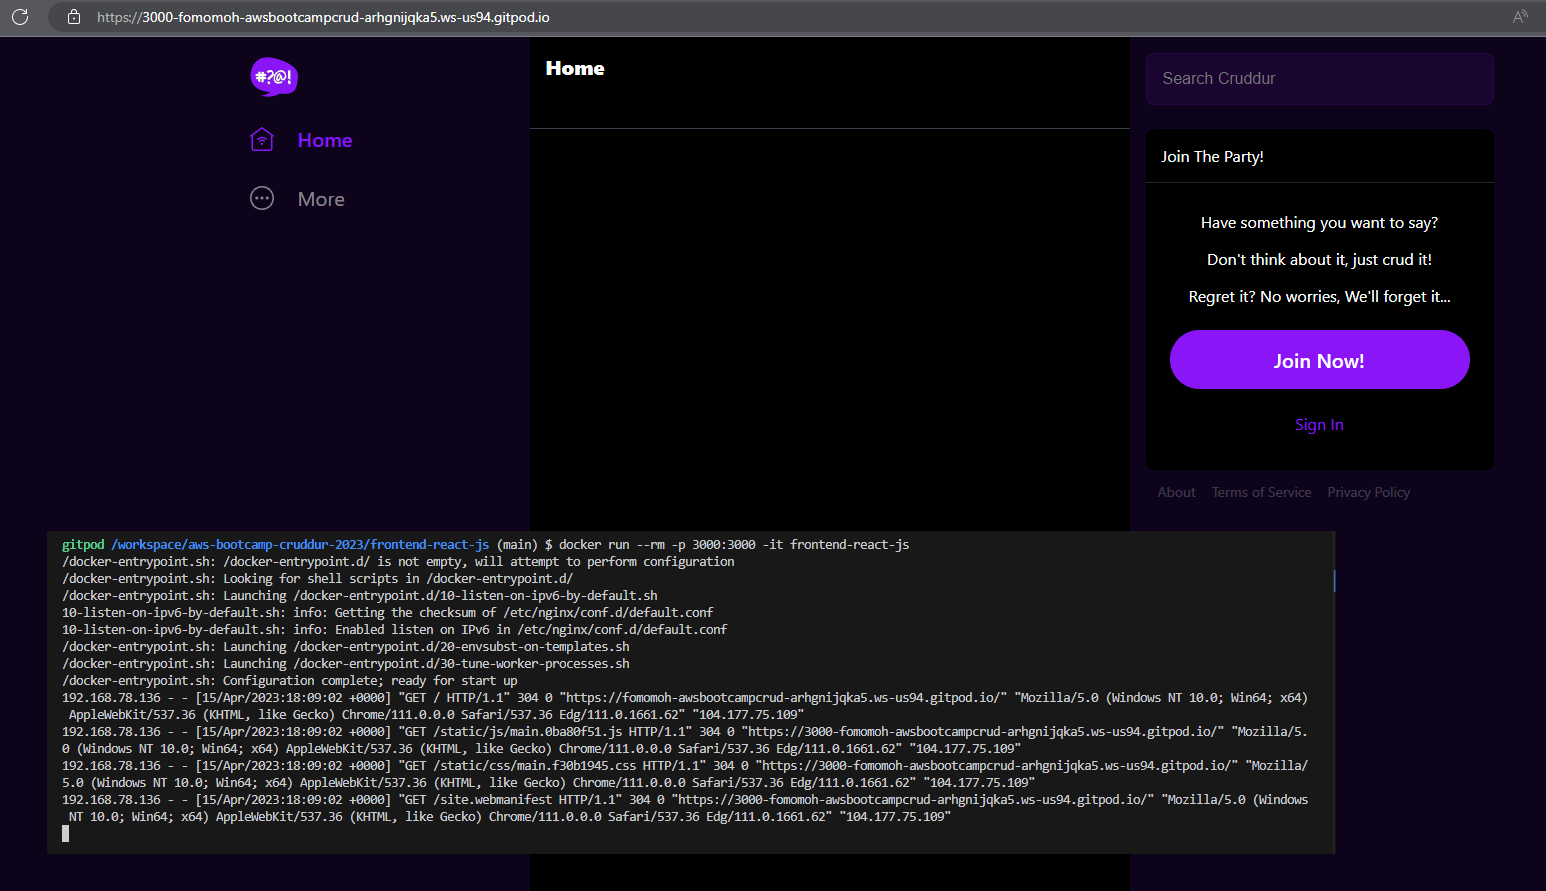 https://3000-fomomoh-awsbootcampcrud-arhgnijqka5.ws-us94.gitpod.io
A
#?@!
Home
More
Home
Search Cruddur
Join The Party!
Have something you want to say?
Don't think about it, just crud it!
Regret it? No worries, We'll forget it...
Join Now!
Sign In
About Terms of Service Privacy Policy
gitpod /workspace/aws-bootcamp-cruddur-2023/frontend-react-js (main) $ docker run --rm -p 3000:3000 -it frontend-react-js
/docker-entrypoint.sh: /docker-entrypoint.d/ is not empty, will attempt to perform configuration
/docker-entrypoint.sh: Looking for shell scripts in /docker-entrypoint.d/
/docker-entrypoint.sh: Launching /docker-entrypoint.d/10-listen-on-ipv6-by-default.sh
10-listen-on-ipv6-by-default.sh: info: Getting the checksum of /etc/nginx/conf.d/default.conf
10-listen-on-ipv6-by-default.sh: info: Enabled listen on IPv6 in /etc/nginx/conf.d/default.conf
/docker-entrypoint.sh: Launching /docker-entrypoint.d/20-envsubst-on-templates.sh
/docker-entrypoint.sh: Launching /docker-entrypoint.d/30-tune-worker-processes.sh
/docker-entrypoint.sh: Configuration complete; ready for start up
192.168.78.136 - - [15/Apr/2023:18:09:02 +0000] "GET / HTTP/1.1" 304 0 "https://fomomoh-awsbootcampcrud-arhgnijqka5.ws-us94.gitpod.io/" "Mozilla/5.0 (Windows NT 10.0; Win64; x64)
AppleWebKit/537.36 (KHTML, like Gecko) Chrome/111.0.0.0 Safari/537.36 Edg/111.0.1661.62" "104.177.75.109"
192.168.78.136 - - [15/Apr/2023:18:09:02 +0000] "GET /static/js/main.0ba80f51.js HTTP/1.1" 304 0 "https://3000-fomomoh-awsbootcampcrud-arhgnijqka5.ws-us94.gitpod.io/" "Mozilla/5.
0 (Windows NT 10.0; Win64; x64) AppleWebKit/537.36 (KHTML, like Gecko) Chrome/111.0.0.0 Safari/537.36 Edg/111.0.1661.62" "104.177.75.109"
192.168.78.136 - - [15/Apr/2023:18:09:02 +0000] "GET /static/css/main.f30b1945.css HTTP/1.1" 304 0 "https://3000-fomomoh-awsbootcampcrud-arhgnijqka5.ws-us94.gitpod.io/" "Mozilla/
5.0 (Windows NT 10.0; Win64; x64) AppleWebKit/537.36 (KHTML, like Gecko) Chrome/111.0.0.0 Safari/537.36 Edg/111.0.1661.62" "104.177.75.109"
192.168.78.136 - - [15/Apr/2023:18:09:02 +0000] "GET /site.webmanifest HTTP/1.1" 304 0 "https://3000-fomomoh-awsbootcampcrud-arhgnijqka5.ws-us94.gitpod.io/" "Mozilla/5.0 (Windows
NT 10.0; Win64; x64) AppleWebKit/537.36 (KHTML, like Gecko) Chrome/111.0.0.0 Safari/537.36 Edg/111.0.1661.62" "104.177.75.109"